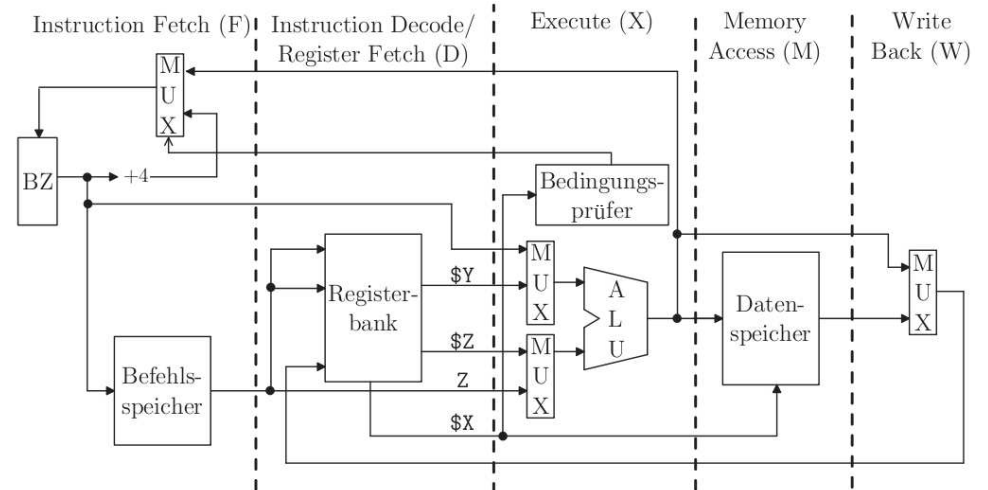 Instruction Fetch (F)
Instruction Decode/
Register Fetch (D)
Execute (X)
Memory
Access (M)
Write
Back (W)
M
U
X
BZ
+4
Bedingungs-
prüfer
Register-
bank
$Y
$Z
Z
$X
M
U
X
M
U
X
A
L
U
Daten-
speicher
M
U
X
Befehls-
speicher